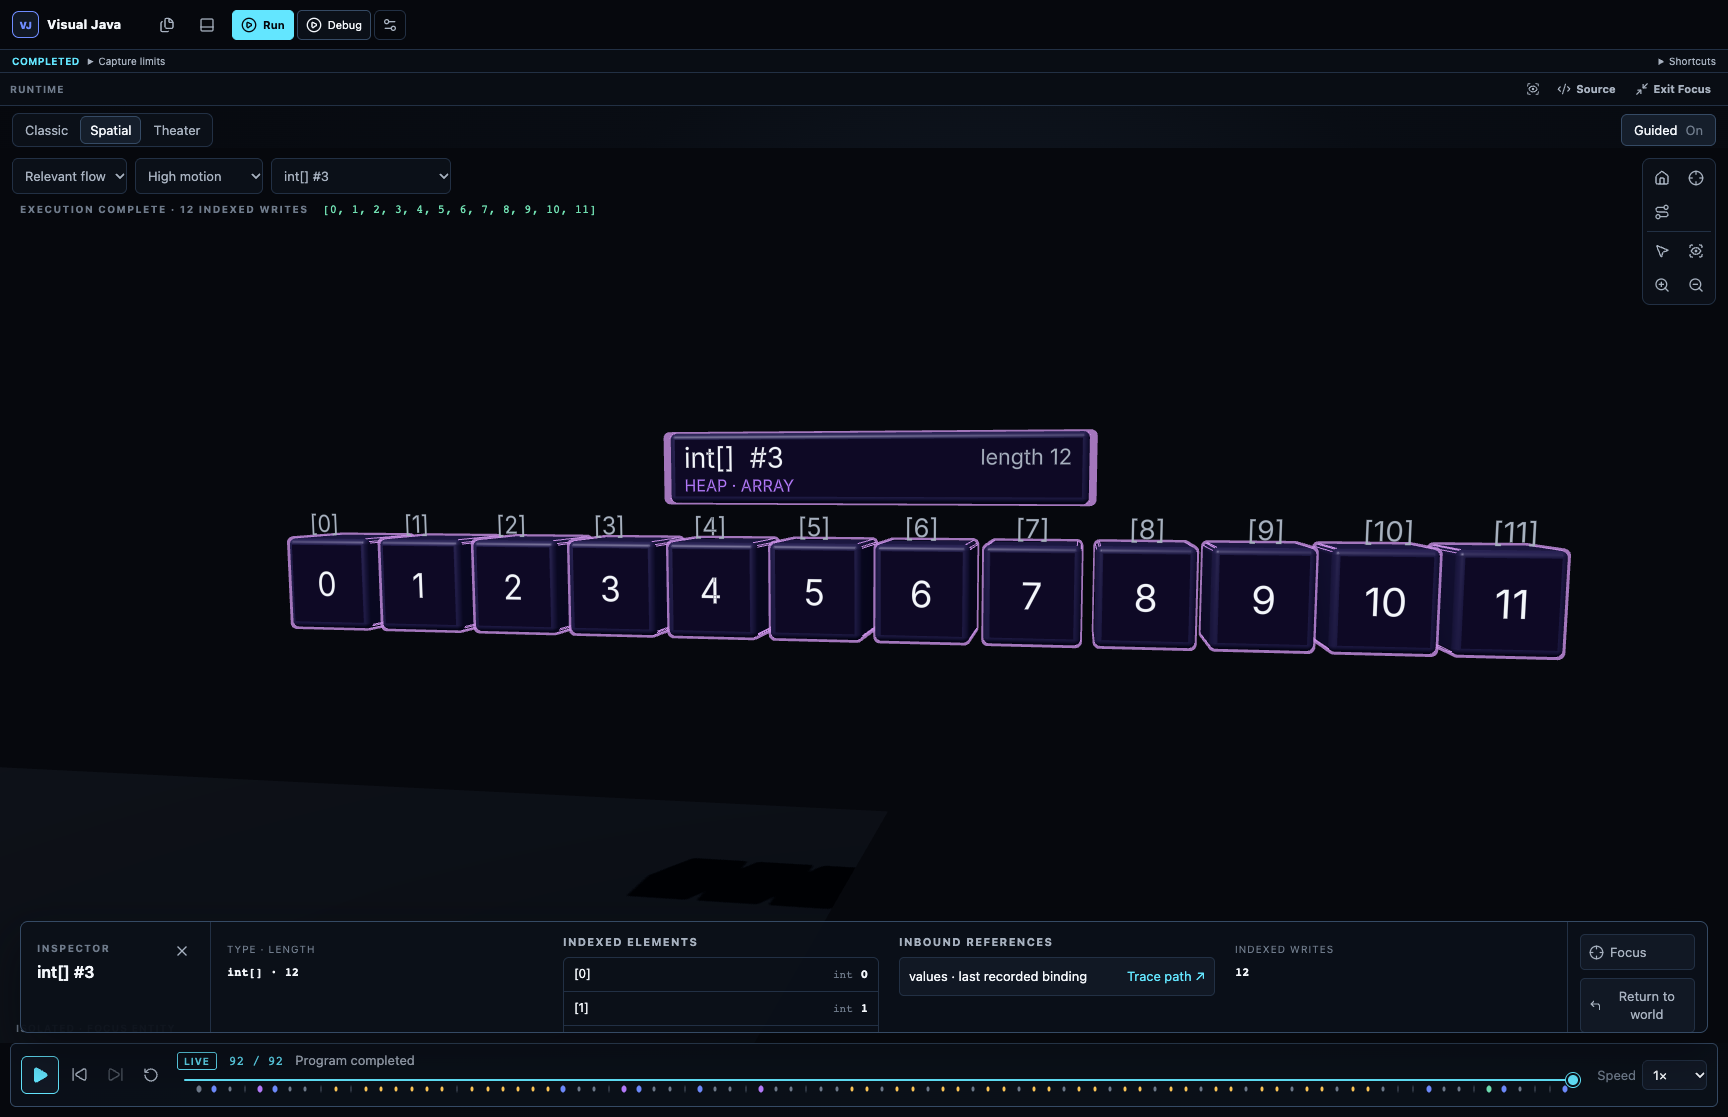 VJ Visual Java Run Debug
COMPLETED Capture limits Shortcuts
RUNTIME Source Exit Focus
Classic Spatial Theater Guided On
Relevant flow High motion int[] #3
EXECUTION COMPLETE · 12 INDEXED WRITES [0, 1, 2, 3, 4, 5, 6, 7, 8, 9, 10, 11]
int[] #3 length 12
HEAP · ARRAY
[0] [1] [2] [3] [4] [5] [6] [7] [8] [9] [10] [11]
0 1 2 3 4 5 6 7 8 9 10 11
INSPECTOR
int[] #3
TYPE · LENGTH
int[] · 12
INDEXED ELEMENTS
[0] int 0
[1] int 1
INBOUND REFERENCES
values · last recorded binding Trace path ↗
INDEXED WRITES
12
Focus
Return to
world
LIVE 92 / 92 Program completed
Speed 1×